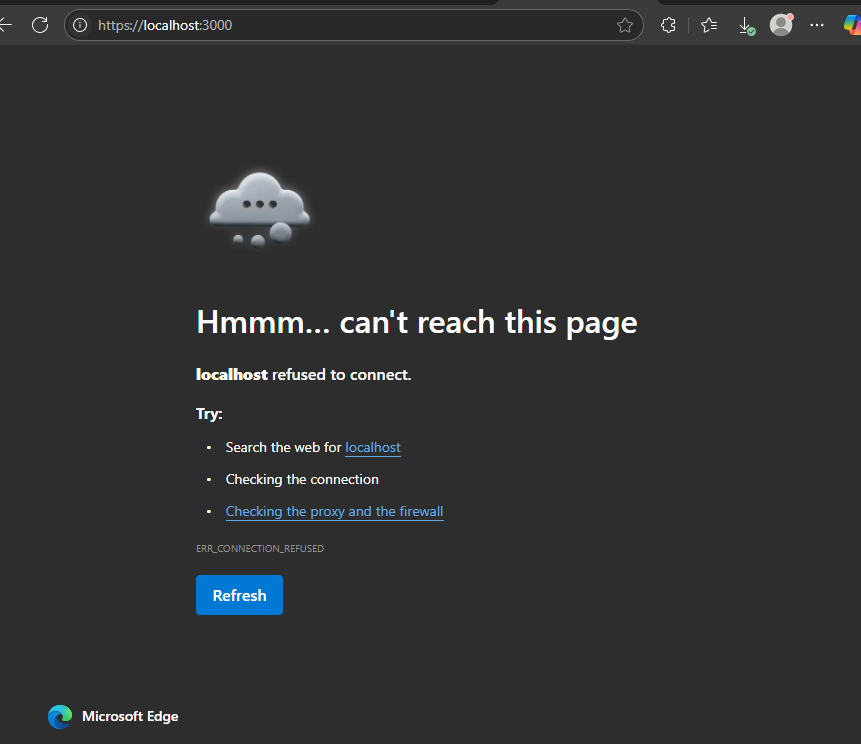 https://localhost:3000
Hmmm... can't reach this page
localhost refused to connect.
Try:
• Search the web for localhost
• Checking the connection
• Checking the proxy and the firewall
ERR_CONNECTION_REFUSED
Refresh
Microsoft Edge